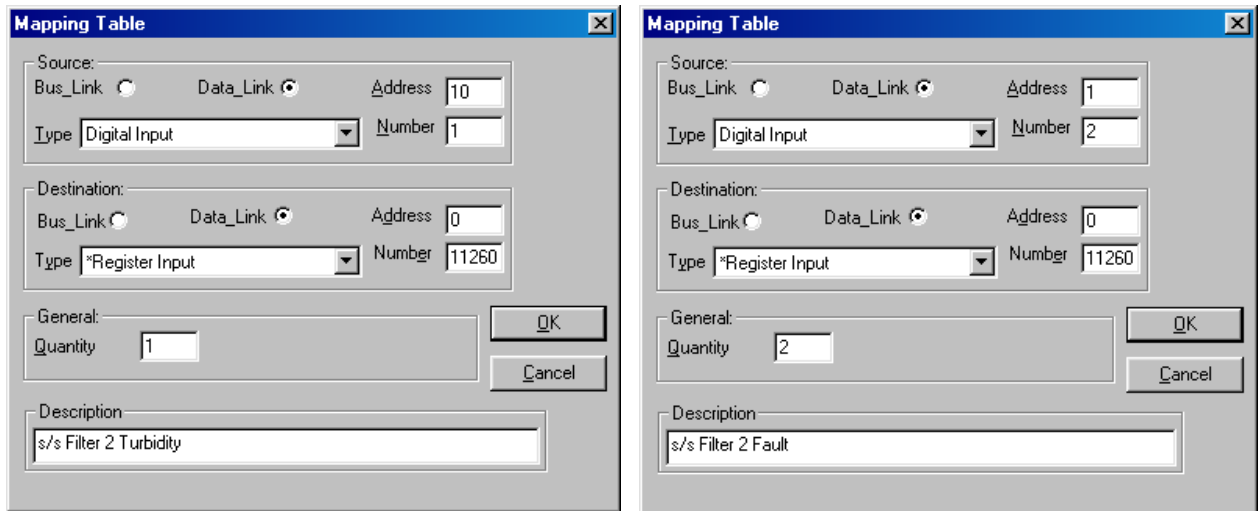 Mapping Table
Source:
Bus_Link Data_Link Address 10
Type Digital Input Number 1
Destination:
Bus_Link Data_Link Address 0
Type *Register Input Number 11260
General:
Quantity 1
OK
Cancel
Description
s/s Filter 2 Turbidity
Mapping Table
Source:
Bus_Link Data_Link Address 1
Type Digital Input Number 2
Destination:
Bus_Link Data_Link Address 0
Type *Register Input Number 11260
General:
Quantity 2
OK
Cancel
Description
s/s Filter 2 Fault